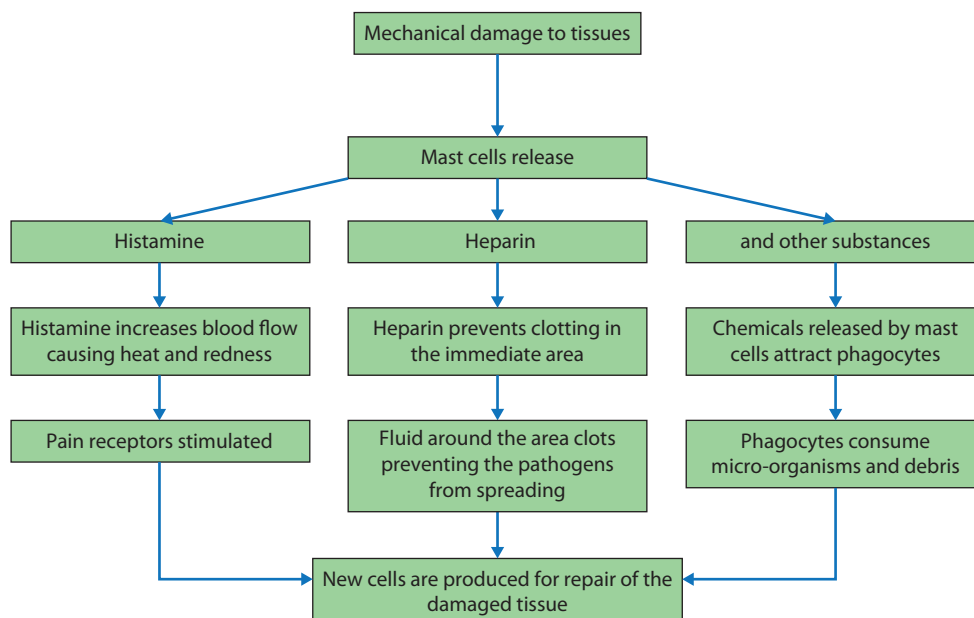 Mechanical damage to tissues
Mast cells release
Histamine
Heparin
and other substances
Histamine increases blood flow
causing heat and redness
Heparin prevents clotting in
the immediate area
Chemicals released by mast
cells attract phagocytes
Pain receptors stimulated
Fluid around the area clots
preventing the pathogens
from spreading
Phagocytes consume
micro-organisms and debris
New cells are produced for repair of the
damaged tissue